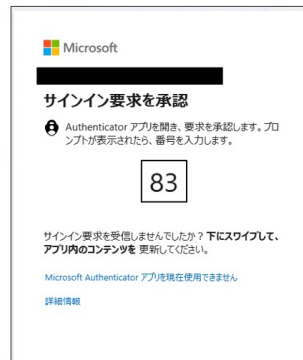 Microsoft
サインイン要求を承認
Authenticator アプリを開き、要求を承認します。プロ
ンプトが表示されたら、番号を入力します。
83
サインイン要求を受信しませんでしたか? 下にスワイプして、
アプリ内のコンテンツを 更新してください。
Microsoft Authenticator アプリを現在使用できません
詳細情報